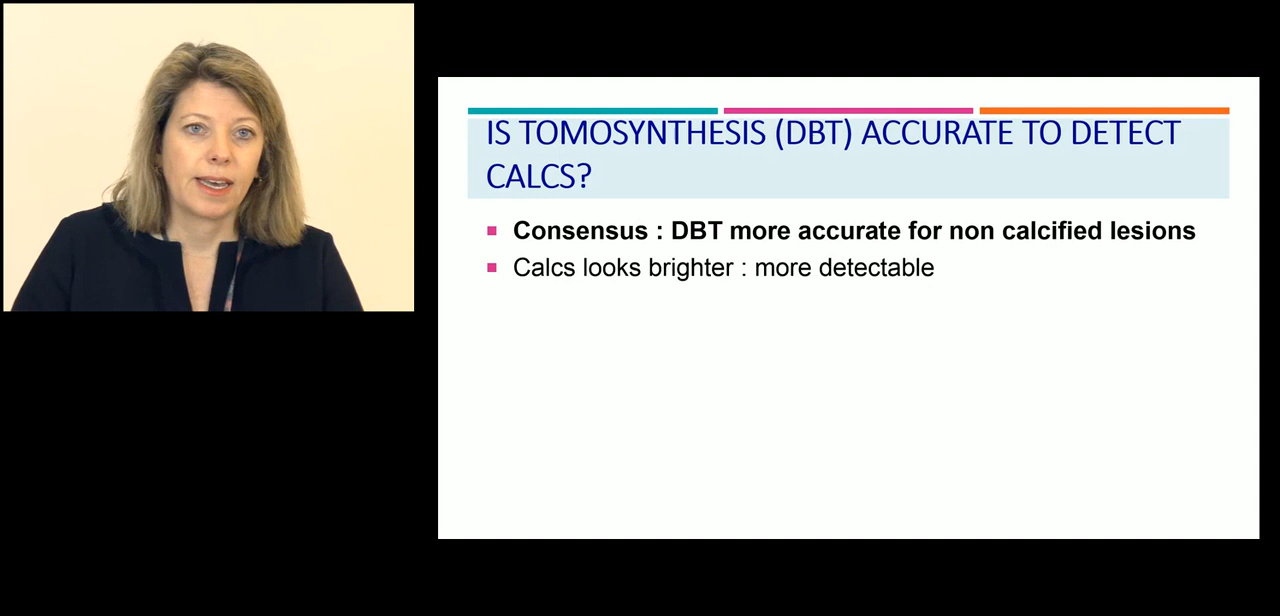 IS TOMOSYNTHESIS (DBT) ACCURATE TO DETECT
CALCS?
Consensus : DBT more accurate for non calcified lesions
Calcs looks brighter : more detectable